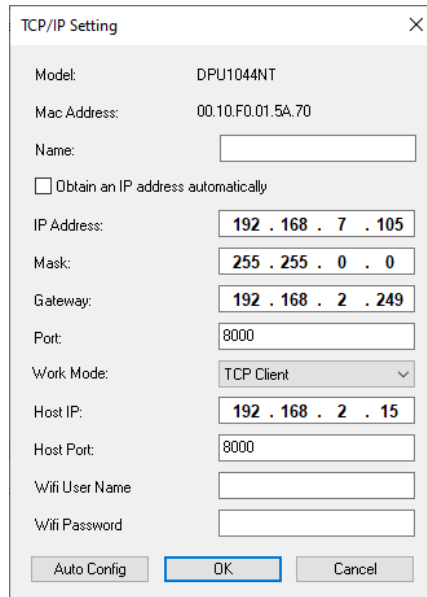 TCP/IP Setting
Model: DPU1044NT
Mac Address: 00.10.F0.01.5A.70
Name:
Obtain an IP address automatically
IP Address: 192 . 168 . 7 . 105
Mask: 255 . 255 . 0 . 0
Gateway: 192 . 168 . 2 . 249
Port: 8000
Work Mode: TCP Client
Host IP: 192 . 168 . 2 . 15
Host Port: 8000
Wifi User Name
Wifi Password
Auto Config OK Cancel